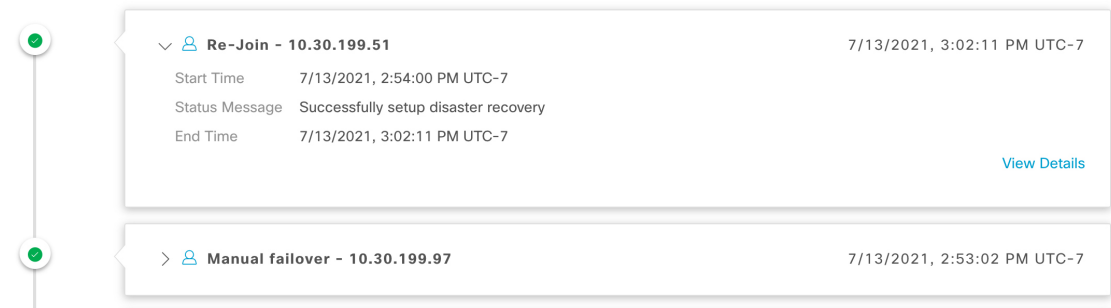 Re-Join - 10.30.199.51 7/13/2021, 3:02:11 PM UTC-7
Start Time 7/13/2021, 2:54:00 PM UTC-7
Status Message Successfully setup disaster recovery
End Time 7/13/2021, 3:02:11 PM UTC-7
View Details
Manual failover - 10.30.199.97 7/13/2021, 2:53:02 PM UTC-7